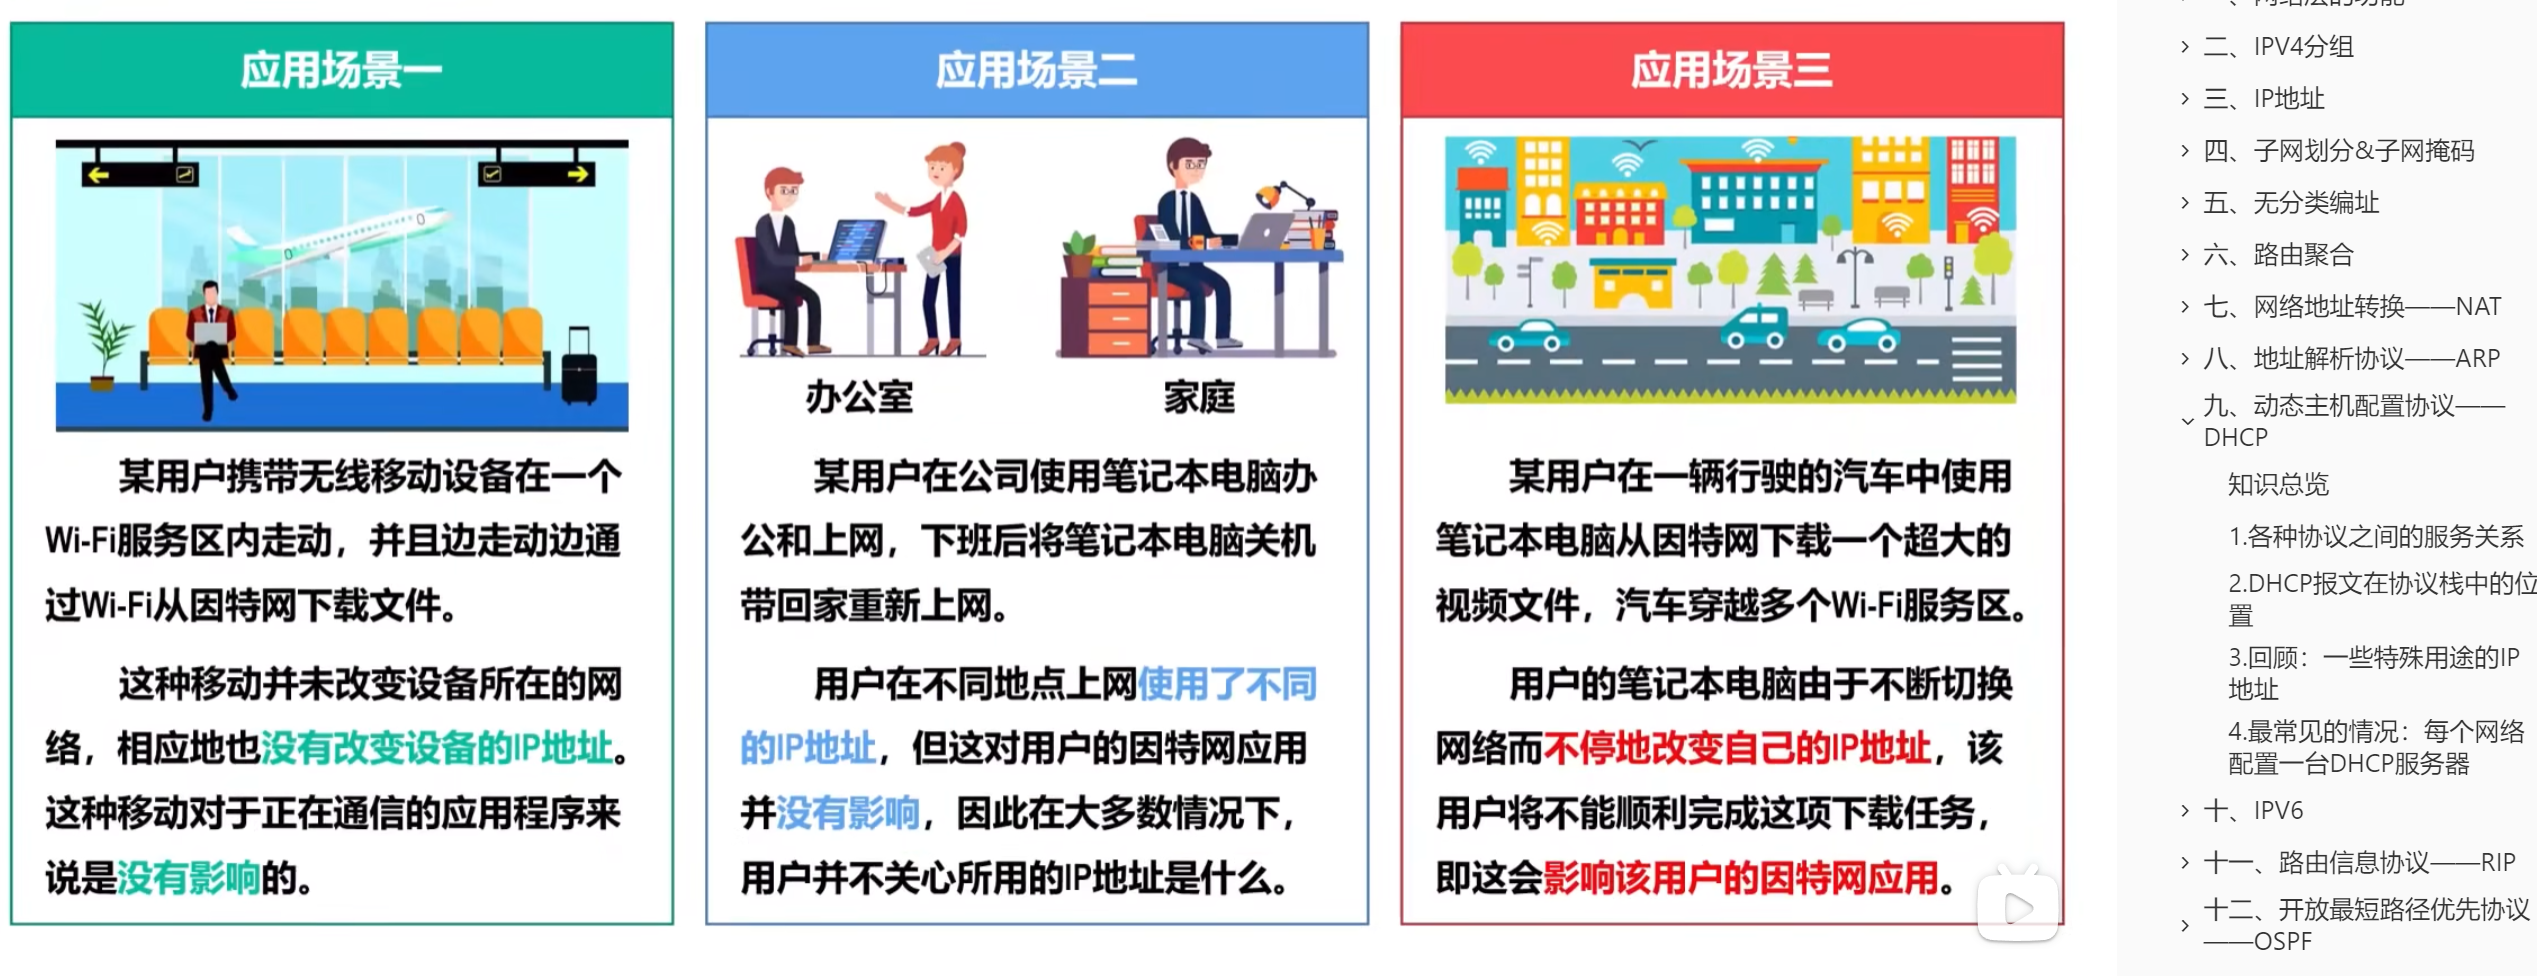 应用场景一
某用户携带无线移动设备在一个
Wi-Fi服务区内走动，并且边走动边通
过Wi-Fi从因特网下载文件。
这种移动并未改变设备所在的网
络，相应地也没有改变设备的IP地址。
这种移动对于正在通信的应用程序来
说是没有影响的。
应用场景二
办公室
家庭
某用户在公司使用笔记本电脑办
公和上网，下班后将笔记本电脑关机
带回家重新上网。
用户在不同地点上网使用了不同
的IP地址，但这对用户的因特网应用
并没有影响，因此在大多数情况下，
用户并不关心所用的IP地址是什么。
应用场景三
某用户在一辆行驶的汽车中使用
笔记本电脑从因特网下载一个超大的
视频文件，汽车穿越多个Wi-Fi服务区。
用户的笔记本电脑由于不断切换
网络而不停地改变自己的IP地址，该
用户将不能顺利完成这项下载任务，
即这会影响该用户的因特网应用。
二、IPV4分组
三、IP地址
四、子网划分&子网掩码
五、无分类编址
六、路由聚合
七、网络地址转换——NAT
八、地址解析协议——ARP
九、动态主机配置协议——
DHCP
知识总览
1.各种协议之间的服务关系
2.DHCP报文在协议栈中的位
置
3.回顾：一些特殊用途的IP
地址
4.最常见的情况：每个网络
配置一台DHCP服务器
十、IPV6
十一、路由信息协议——RIP
十二、开放最短路径优先协议
——OSPF